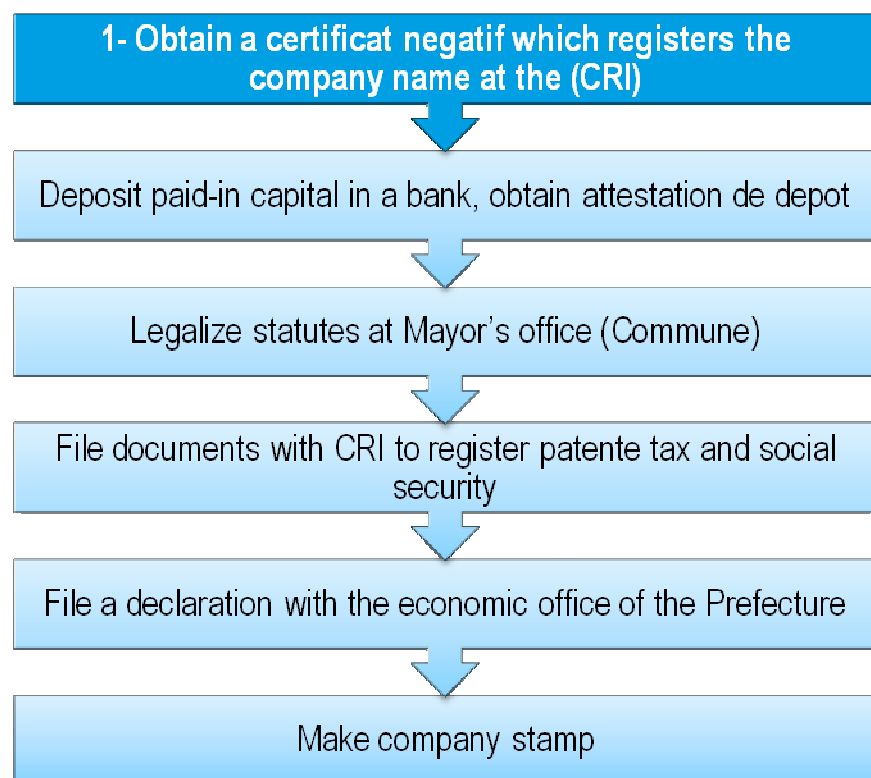 1- Obtain a certificat negatif which registers the
company name at the (CRI)
Deposit paid-in capital in a bank, obtain attestation de depot
Legalize statutes at Mayor’s office (Commune)
File documents with CRI to register patente tax and social
security
File a declaration with the economic office of the Prefecture
Make company stamp